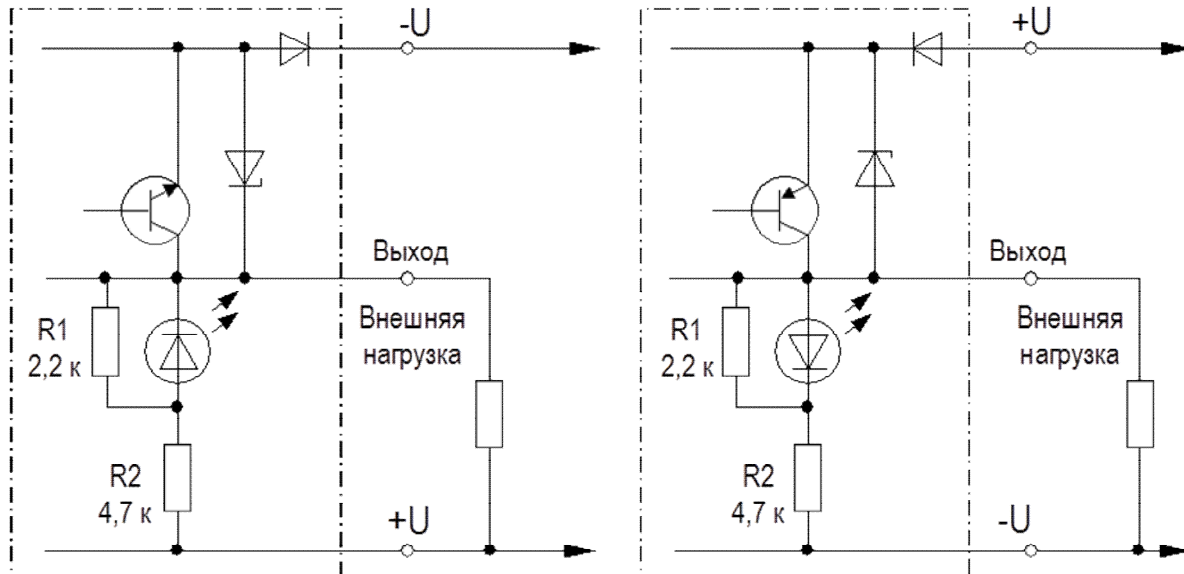 -U
Выход
R1
2,2 к
Внешняя
нагрузка
R2
4,7 к
+U
+U
Выход
R1
2,2 к
Внешняя
нагрузка
R2
4,7 к
-U